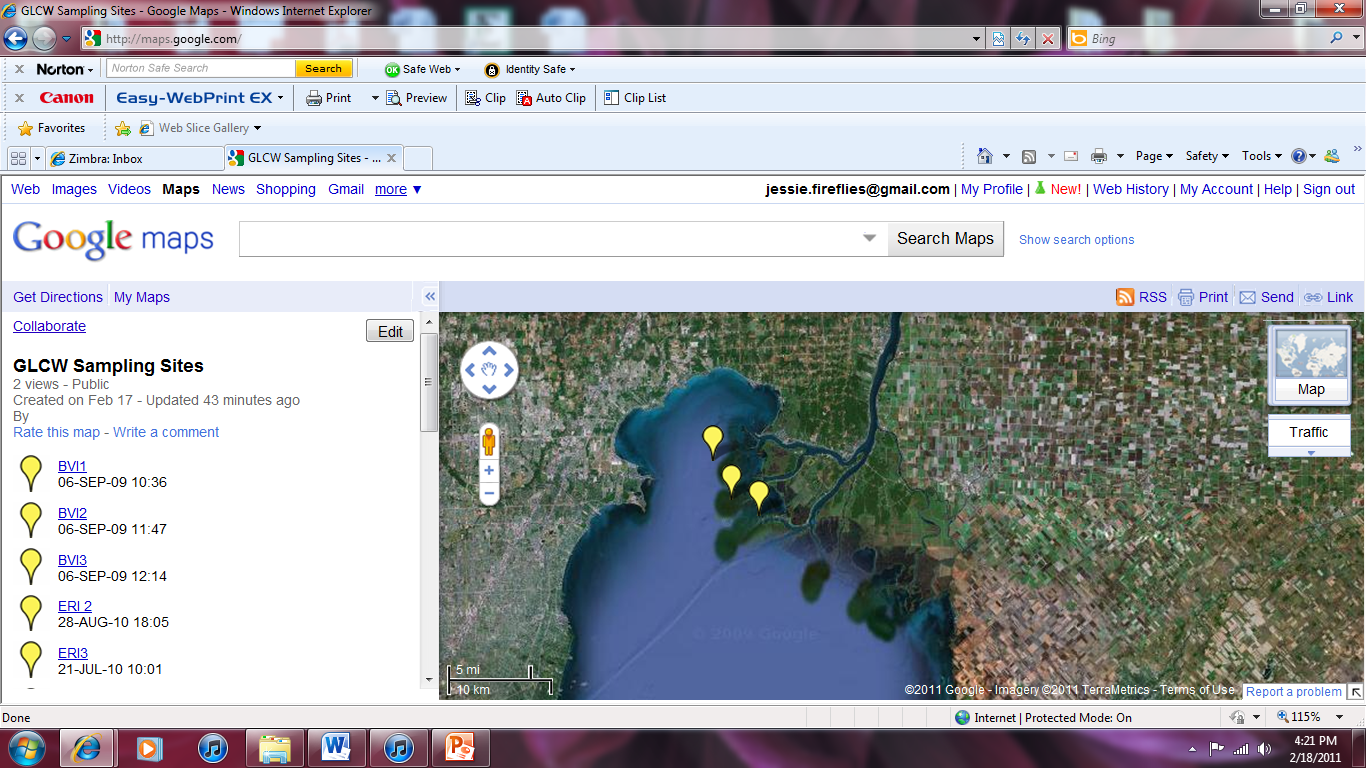 GLCW Sampling Sites - Google Maps - Windows Internet Explorer
http://maps.google.com/
Bing
x Norton Norton Safe Search Search OK Safe Web Identity Safe
x Canon Easy-WebPrint EX Print Preview Clip Auto Clip Clip List
Favorites Web Slice Gallery
Zimbra: Inbox GLCW Sampling Sites - ... x Page Safety Tools »
Web Images Videos Maps News Shopping Gmail more ▼ jessie.fireflies@gmail.com | My Profile | New! | Web History | My Account | Help | Sign out
Google maps Search Maps Show search options
Get Directions My Maps « RSS Print Send Link
Collaborate Edit
GLCW Sampling Sites
2 views - Public
Created on Feb 17 - Updated 43 minutes ago
By
Rate this map - Write a comment
BVI1
06-SEP-09 10:36
BVI2
06-SEP-09 11:47
BVI3
06-SEP-09 12:14
ERI 2
28-AUG-10 18:05
ERI3
21-JUL-10 10:01
Map
Traffic
© 2009 Google
5 mi
10 km
©2011 Google - Imagery ©2011 TerraMetrics - Terms of Use Report a problem
Done Internet | Protected Mode: On 115%
4:21 PM
2/18/2011